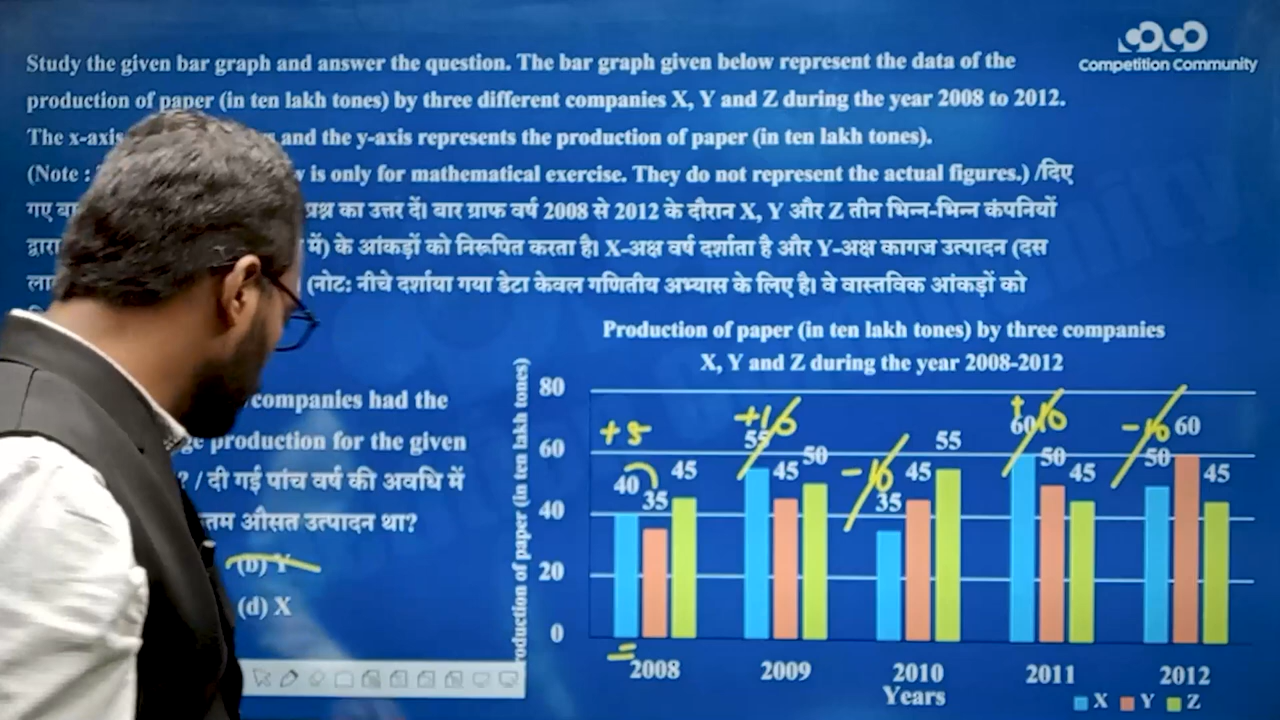 Competition Community
Study the given bar graph and answer the question. The bar graph given below represent the data of the
production of paper (in ten lakh tones) by three different companies X, Y and Z during the year 2008 to 2012.
The x-axis and the y-axis represents the production of paper (in ten lakh tones).
(Note : is only for mathematical exercise. They do not represent the actual figures.) /दिए
गए प्रश्न का उत्तर दें। बार ग्राफ वर्ष 2008 से 2012 के दौरान X, Y और Z तीन भिन्न-भिन्न कंपनियों
द्वारा में) के आंकड़ों को निरूपित करता है। X-अक्ष वर्ष दर्शाता है और Y-अक्ष कागज उत्पादन (दस
(नोट: नीचे दर्शाया गया डेटा केवल गणितीय अभ्यास के लिए है। वे वास्तविक आंकड़ों को
companies had the
production for the given
? / दी गई पांच वर्ष की अवधि में
औसत उत्पादन था?
(b) Y
(d) X
Production of paper (in ten lakh tones) by three companies
X, Y and Z during the year 2008-2012
production of paper (in ten lakh tones)
80
60
40
20
0
+5
40 35 45
55 45 50
35 45 55
60 50 45
50 60 45
2008 2009 2010 2011 2012
Years
X Y Z